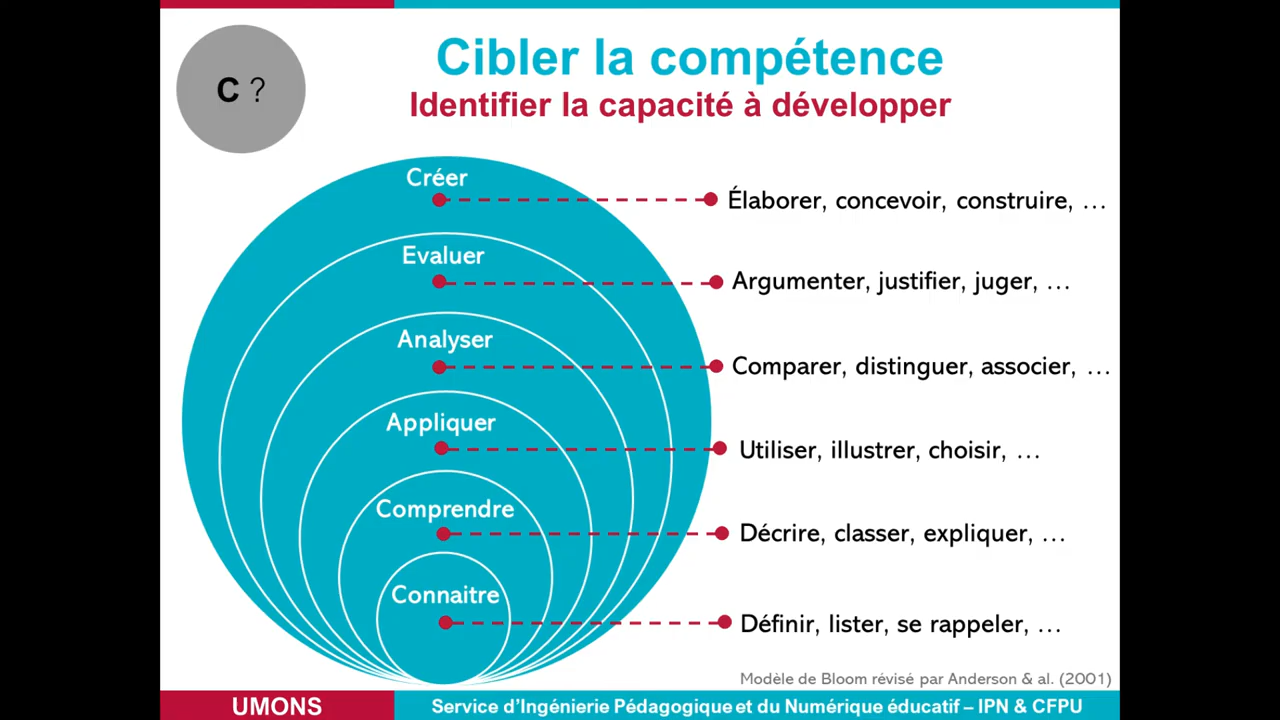 C ?
Cibler la compétence
Identifier la capacité à développer
Créer
Élaborer, concevoir, construire, …
Evaluer
Argumenter, justifier, juger, …
Analyser
Comparer, distinguer, associer, …
Appliquer
Utiliser, illustrer, choisir, …
Comprendre
Décrire, classer, expliquer, …
Connaitre
Définir, lister, se rappeler, …
Modèle de Bloom révisé par Anderson & al. (2001)
UMONS
Service d’Ingénierie Pédagogique et du Numérique éducatif – IPN & CFPU